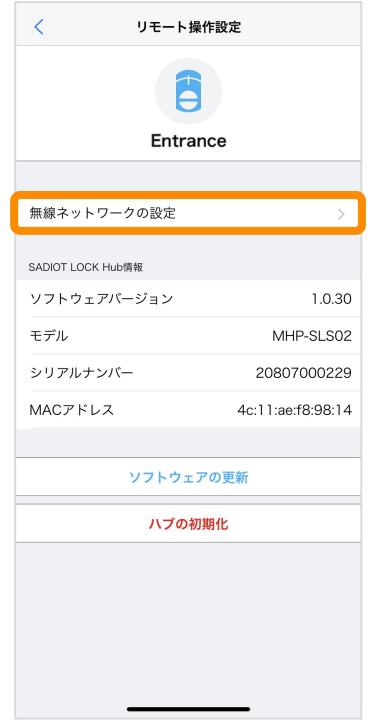 リモート操作設定
Entrance
無線ネットワークの設定
SADIOT LOCK Hub情報
ソフトウェアバージョン 1.0.30
モデル MHP-SLS02
シリアルナンバー 20807000229
MACアドレス 4c:11:ae:f8:98:14
ソフトウェアの更新
ハブの初期化